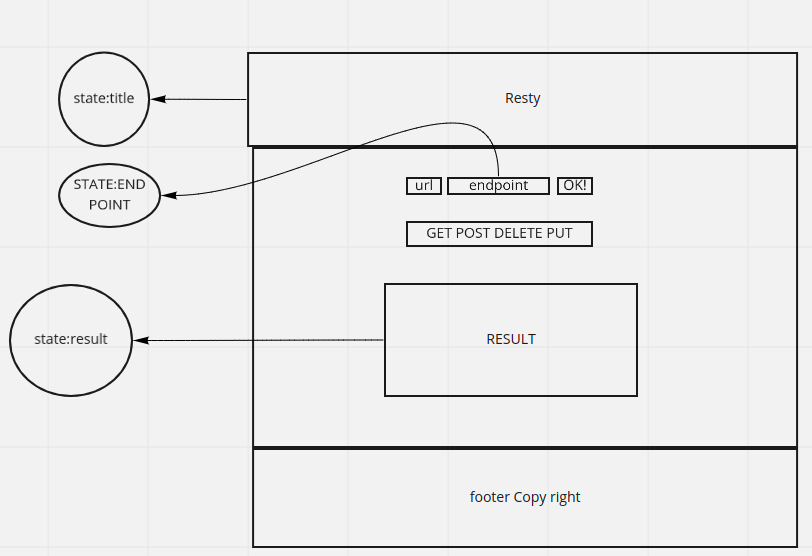 state:title
Resty
STATE:END
POINT
url
endpoint
OK!
GET POST DELETE PUT
state:result
RESULT
footer Copy right